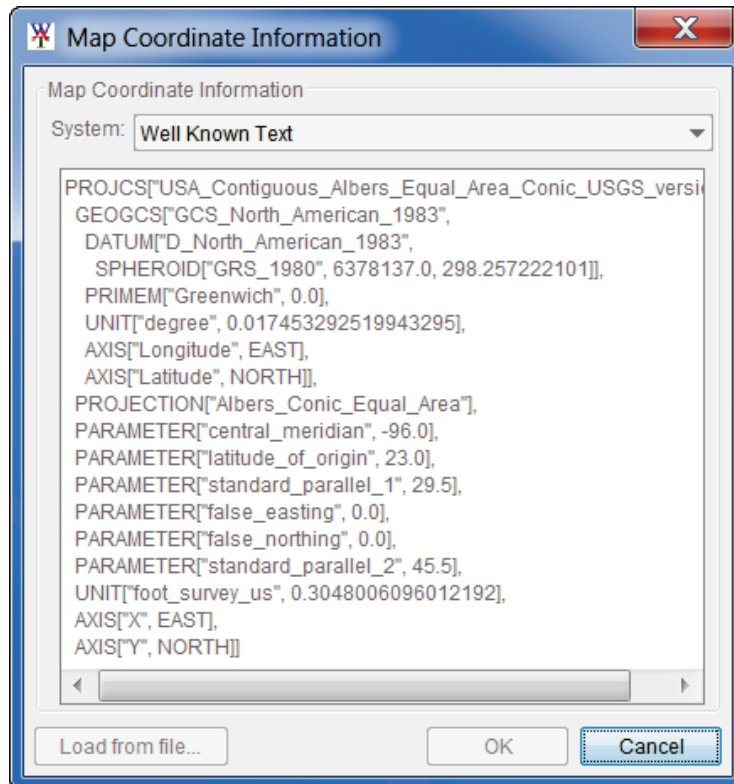 Map Coordinate Information
Map Coordinate Information
System: Well Known Text
PROJCS["USA_Contiguous_Albers_Equal_Area_Conic_USGS_versi
GEOGCS["GCS_North_American_1983",
DATUM["D_North_American_1983",
SPHEROID["GRS_1980", 6378137.0, 298.257222101]],
PRIMEM["Greenwich", 0.0],
UNIT["degree", 0.017453292519943295],
AXIS["Longitude", EAST],
AXIS["Latitude", NORTH]],
PROJECTION["Albers_Conic_Equal_Area"],
PARAMETER["central_meridian", -96.0],
PARAMETER["latitude_of_origin", 23.0],
PARAMETER["standard_parallel_1", 29.5],
PARAMETER["false_easting", 0.0],
PARAMETER["false_northing", 0.0],
PARAMETER["standard_parallel_2", 45.5],
UNIT["foot_survey_us", 0.3048006096012192],
AXIS["X", EAST],
AXIS["Y", NORTH]]
Load from file... OK Cancel